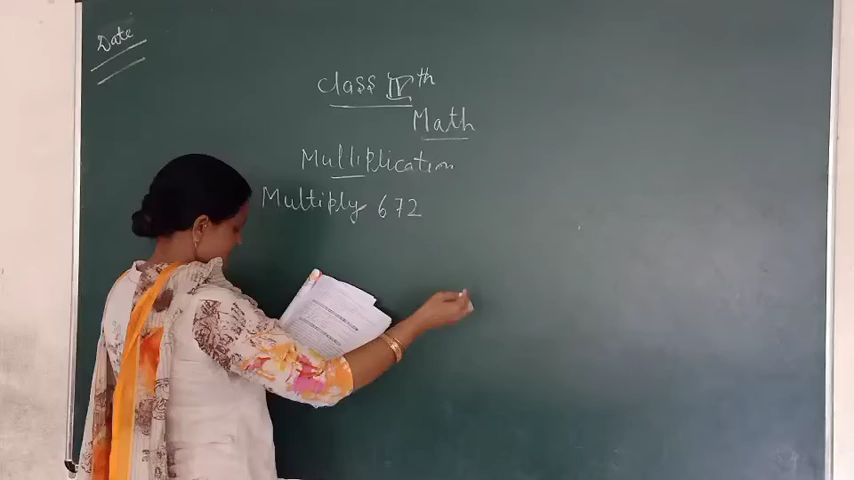 Date
Class IVth
Math
Multiplication
Multiply 672